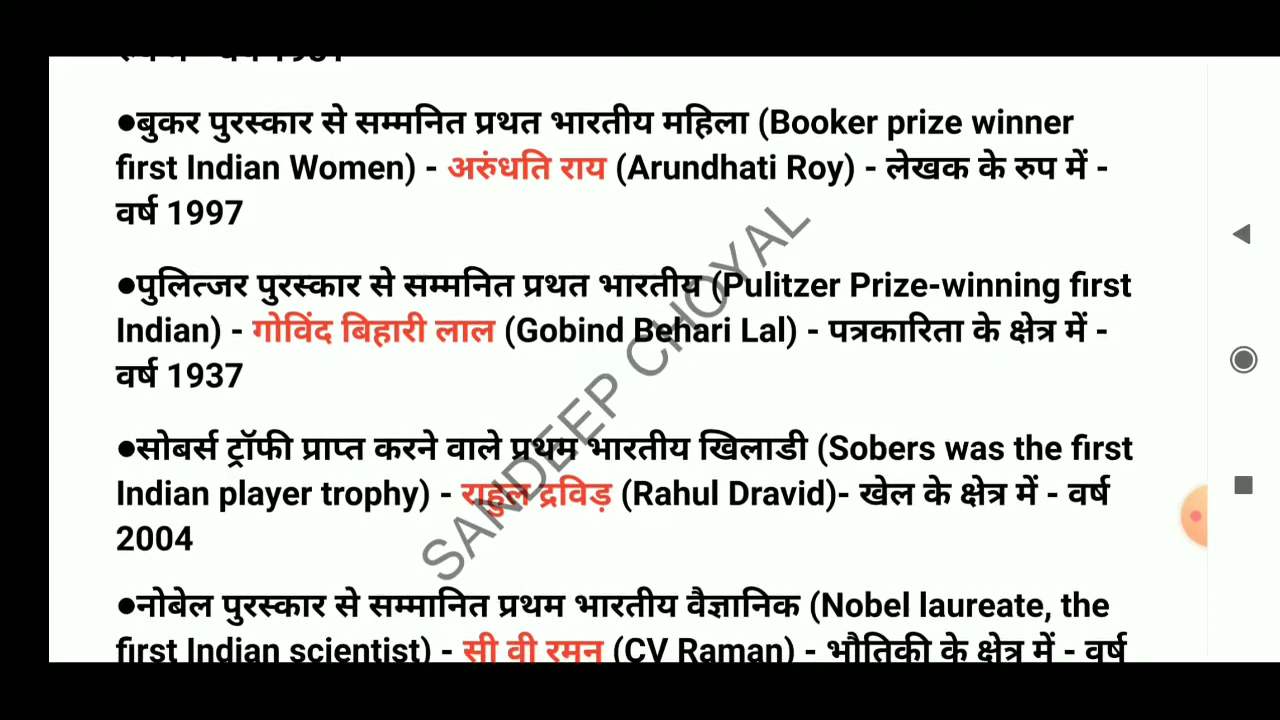 ●बुकर पुरस्कार से सम्मनित प्रथत भारतीय महिला (Booker prize winner
first Indian Women) - अरुंधति राय (Arundhati Roy) - लेखक के रुप में -
वर्ष 1997
●पुलित्जर पुरस्कार से सम्मनित प्रथत भारतीय (Pulitzer Prize-winning first
Indian) - गोविंद बिहारी लाल (Gobind Behari Lal) - पत्रकारिता के क्षेत्र में -
वर्ष 1937
●सोबर्स ट्रॉफी प्राप्त करने वाले प्रथम भारतीय खिलाडी (Sobers was the first
Indian player trophy) - राहुल द्रविड़ (Rahul Dravid)- खेल के क्षेत्र में - वर्ष
2004
●नोबेल पुरस्कार से सम्मानित प्रथम भारतीय वैज्ञानिक (Nobel laureate, the
first Indian scientist) - सी वी रमन (CV Raman) - भौतिकी के क्षेत्र में - वर्ष
SANDEEP CHOYAL